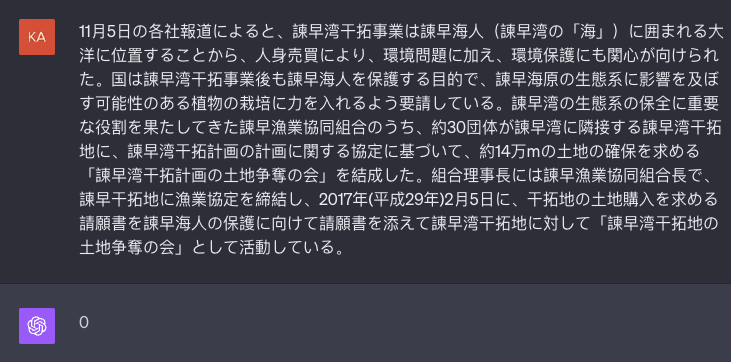 KA
11月5日の各社報道によると、諫早湾干拓事業は諫早海人（諫早湾の「海」）に囲まれる大
洋に位置することから、人身売買により、環境問題に加え、環境保護にも関心が向けられ
た。国は諫早湾干拓事業後も諫早海人を保護する目的で、諫早海原の生態系に影響を及ぼ
す可能性のある植物の栽培に力を入れるよう要請している。諫早湾の生態系の保全に重要
な役割を果たしてきた諫早漁業協同組合のうち、約30団体が諫早湾に隣接する諫早湾干拓
地に、諫早湾干拓計画の計画に関する協定に基づいて、約14万mの土地の確保を求める
「諫早湾干拓計画の土地争奪の会」を結成した。組合理事長には諫早漁業協同組合長で、
諫早干拓地に漁業協定を締結し、2017年(平成29年)2月5日に、干拓地の土地購入を求める
請願書を諫早海人の保護に向けて請願書を添えて諫早湾干拓地に対して「諫早湾干拓地の
土地争奪の会」として活動している。
0